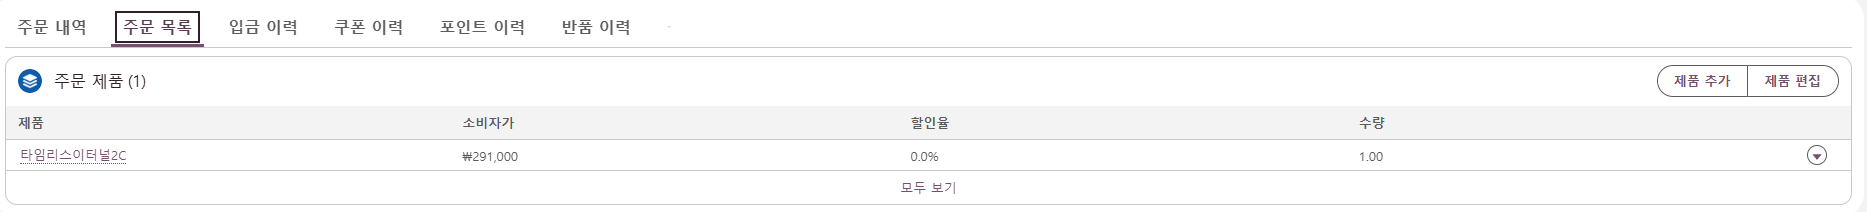 주문 내역 주문 목록 입금 이력 쿠폰 이력 포인트 이력 반품 이력
주문 제품 (1) 제품 추가 제품 편집
제품 소비자가 할인율 수량
타임리스이터널2C ₩291,000 0.0% 1.00
모두 보기